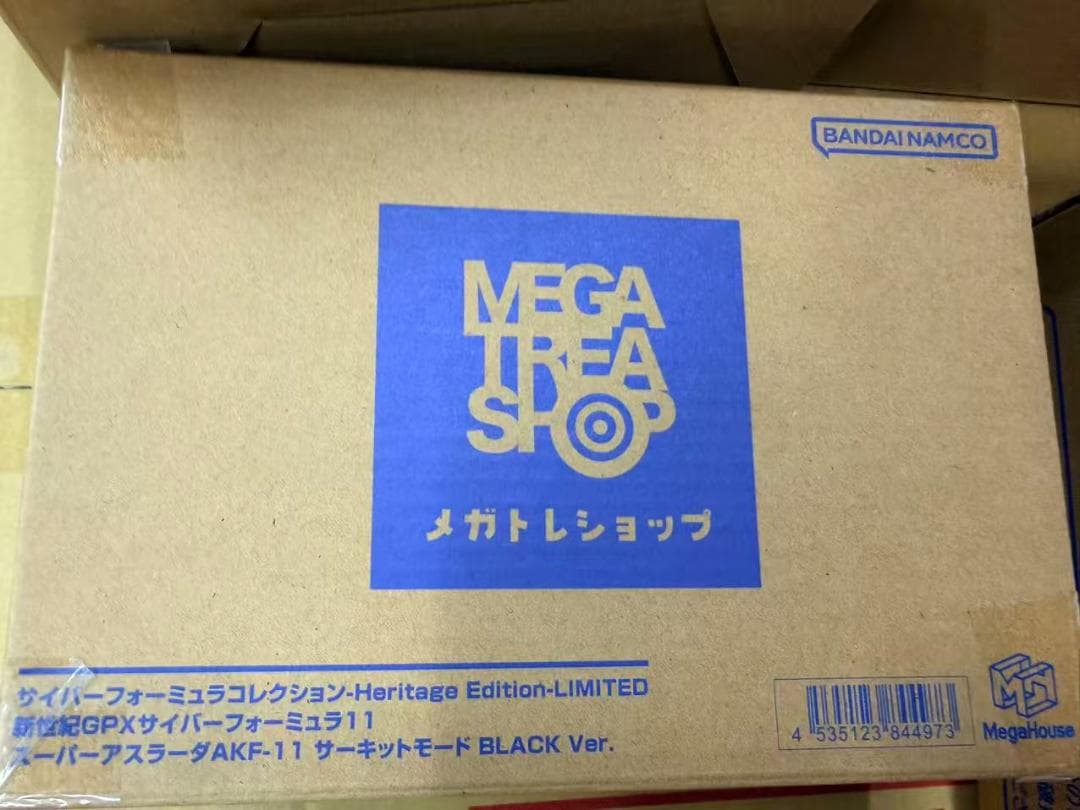 BANDAI NAMCO
MEGA
TREA
SHOP
メガトレショップ
サイバーフォーミュラコレクション-Heritage Edition-LIMITED
新世紀GPXサイバーフォーミュラ11
スーパーアスラーダAKF-11 サーキットモード BLACK Ver.
4 535123 844973
MegaHouse